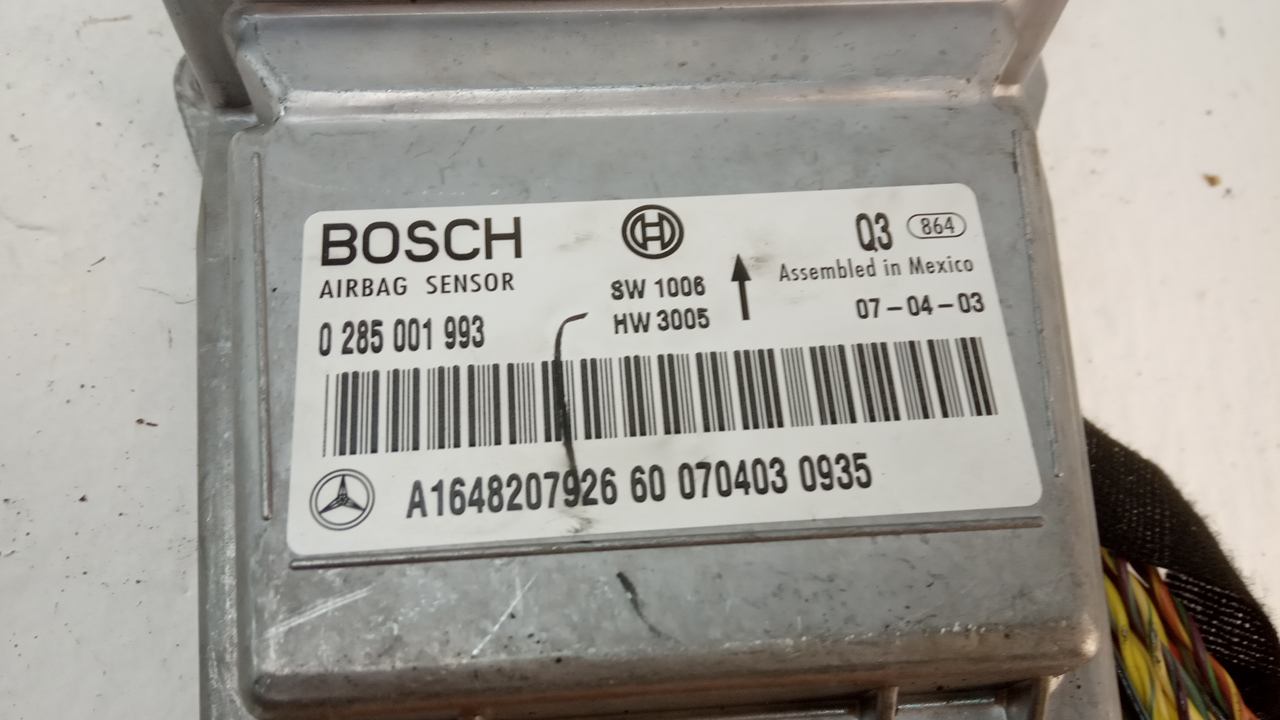 BOSCH
AIRBAG SENSOR
0 285 001 993
SW 1006
HW 3005
Q3 864
Assembled in Mexico
07-04-03
A1648207926 60 070403 0935